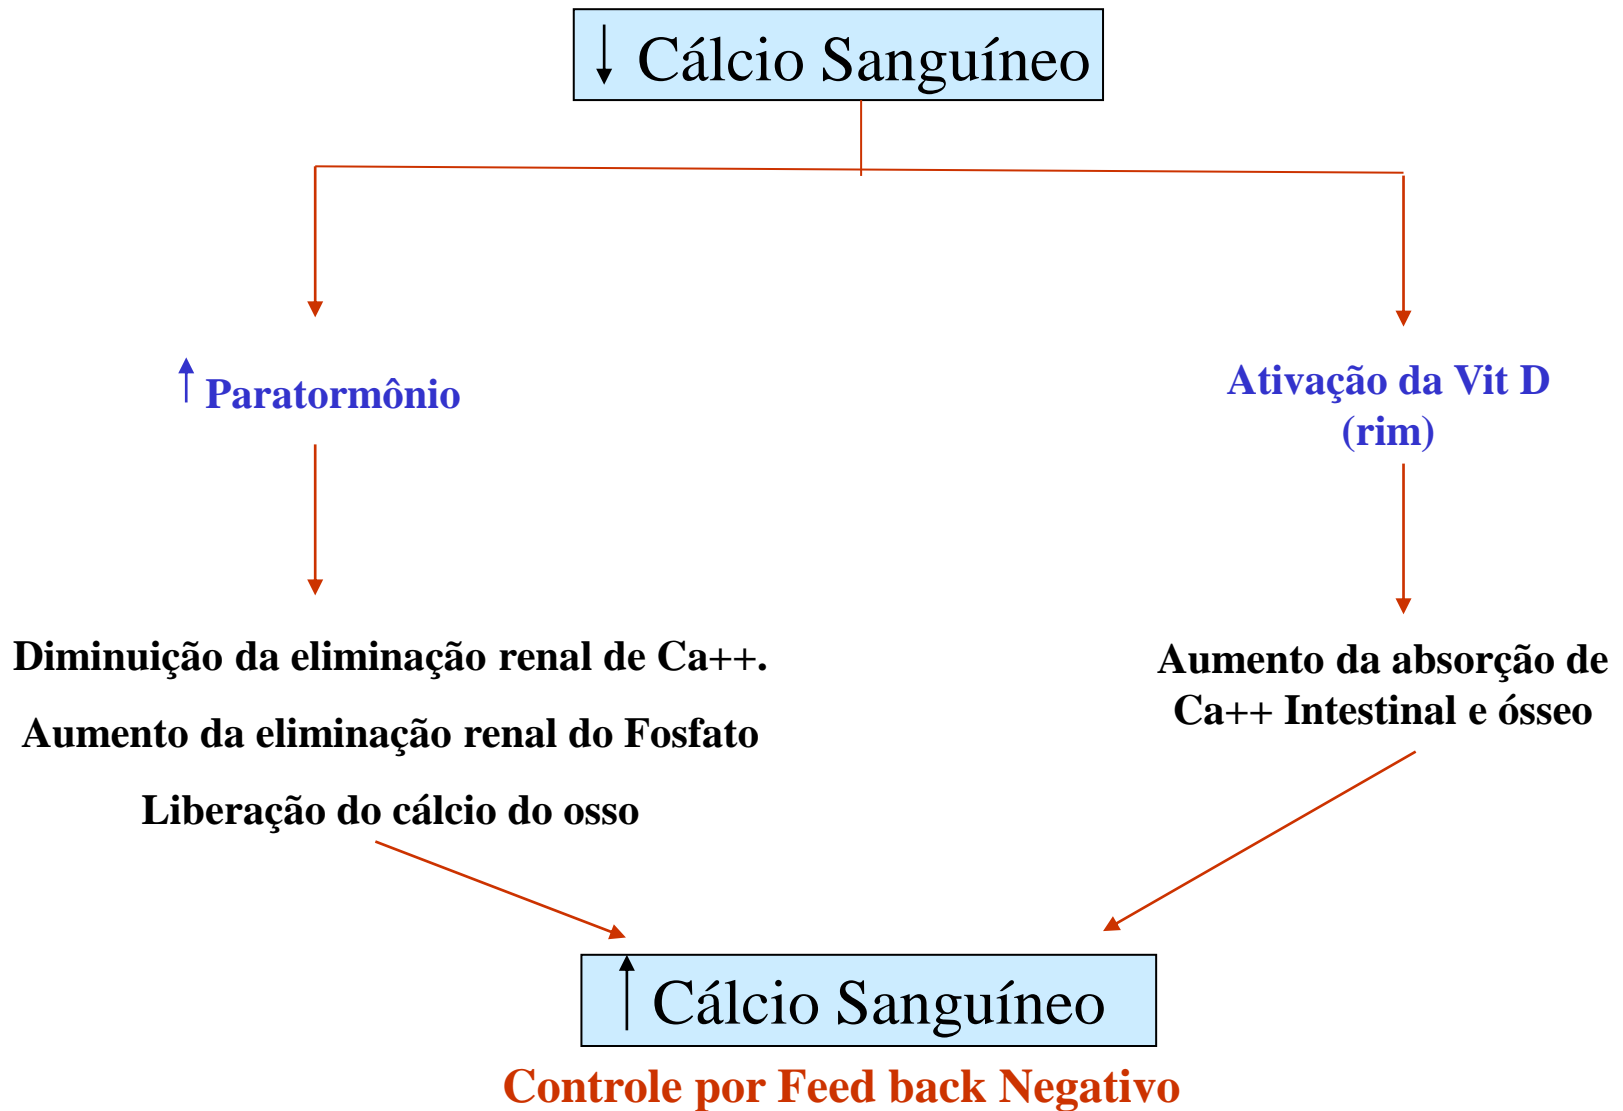 Cálcio Sanguíneo
Paratormônio
Ativação da Vit D
(rim)
Diminuição da eliminação renal de Ca++.
Aumento da eliminação renal do Fosfato
Liberação do cálcio do osso
Aumento da absorção de
Ca++ Intestinal e ósseo
Cálcio Sanguíneo
Controle por Feed back Negativo